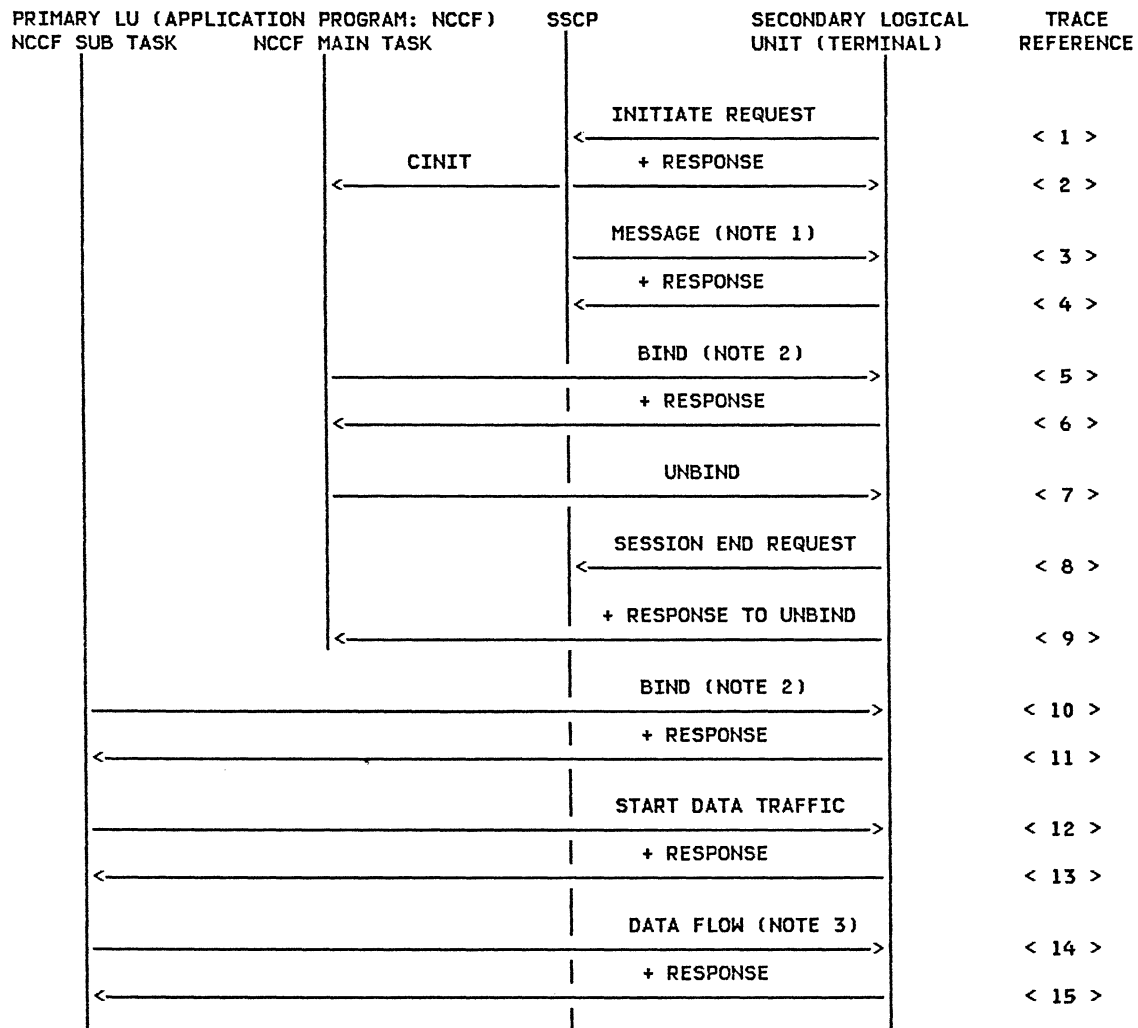 PRIMARY LU (APPLICATION PROGRAM: NCCF) SSCP SECONDARY LOGICAL TRACE
NCCF SUB TASK NCCF MAIN TASK UNIT (TERMINAL) REFERENCE
INITIATE REQUEST
< 1 >
CINIT + RESPONSE
< 2 >
MESSAGE (NOTE 1)
< 3 >
+ RESPONSE
< 4 >
BIND (NOTE 2)
< 5 >
+ RESPONSE
< 6 >
UNBIND
< 7 >
SESSION END REQUEST
< 8 >
+ RESPONSE TO UNBIND
< 9 >
BIND (NOTE 2)
< 10 >
+ RESPONSE
< 11 >
START DATA TRAFFIC
< 12 >
+ RESPONSE
< 13 >
DATA FLOW (NOTE 3)
< 14 >
+ RESPONSE
< 15 >